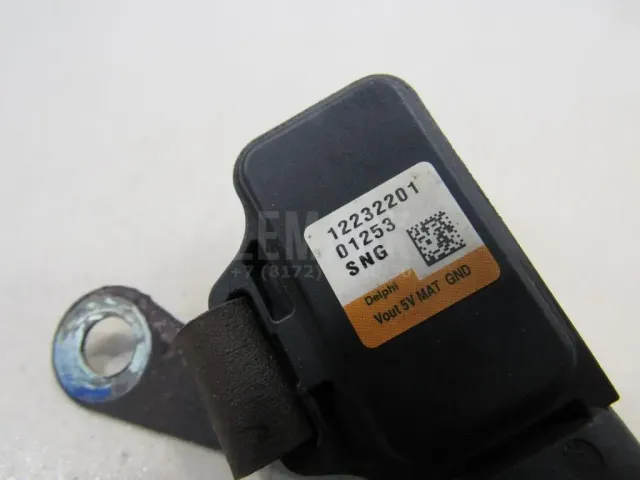 12232201
01253
SNG
Delphi
Vout 5V MAT GND
+7 (8172)